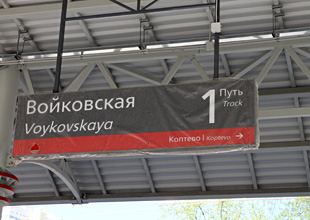 Войковская
Voykovskaya
1 Путь
Track
Коптево | Koptevo →